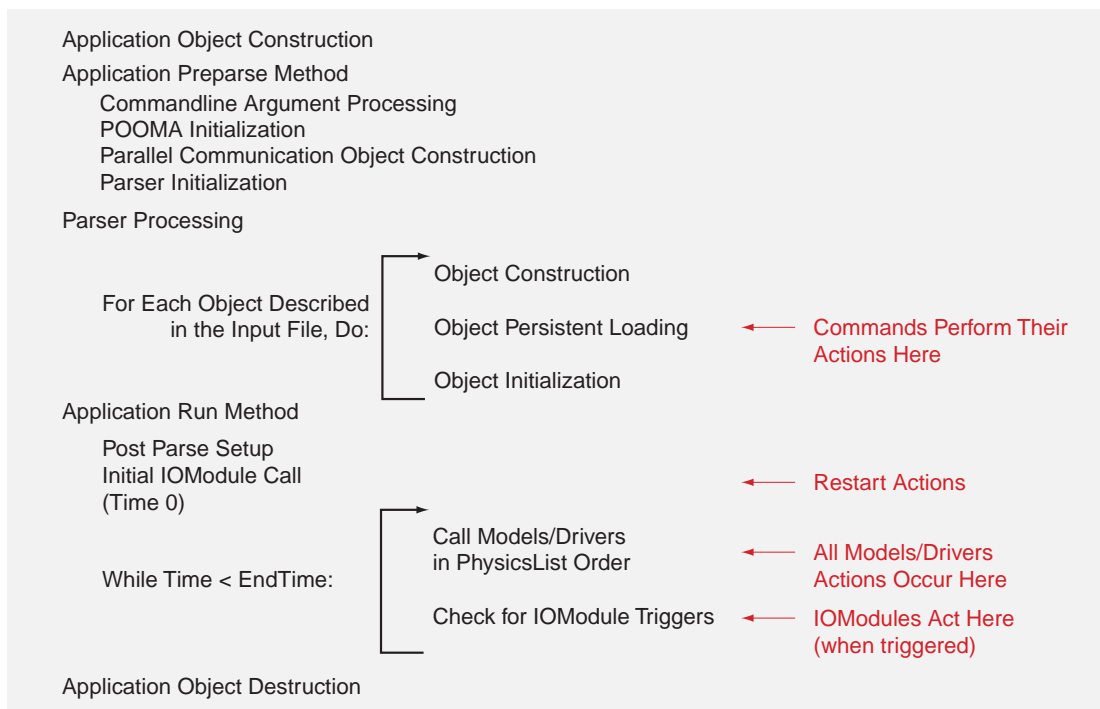 Application Object Construction
Application Preparse Method
Commandline Argument Processing
POOMA Initialization
Parallel Communication Object Construction
Parser Initialization
Parser Processing
For Each Object Described
in the Input File, Do:
Object Construction
Object Persistent Loading
Commands Perform Their
Actions Here
Object Initialization
Application Run Method
Post Parse Setup
Initial IOModule Call
(Time 0)
Restart Actions
While Time < EndTime:
Call Models/Drivers
in PhysicsList Order
All Models/Drivers
Actions Occur Here
Check for IOModule Triggers
IOModules Act Here
(when triggered)
Application Object Destruction